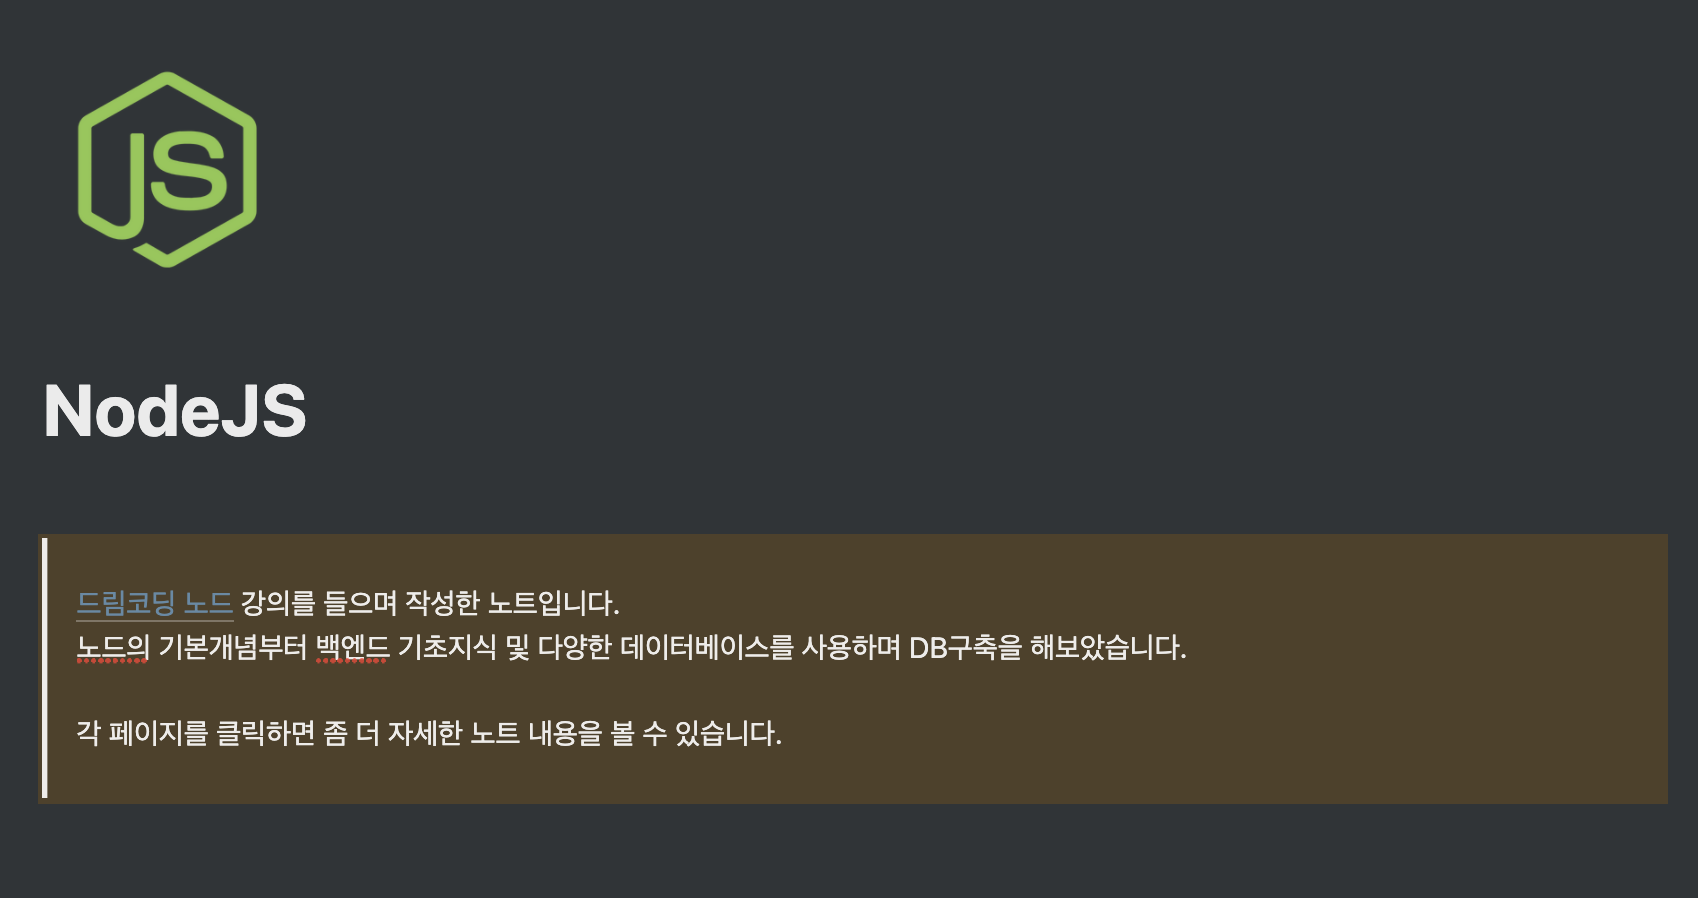 JS
NodeJS
드림코딩 노드 강의를 들으며 작성한 노트입니다.
노드의 기본개념부터 백엔드 기초지식 및 다양한 데이터베이스를 사용하며 DB구축을 해보았습니다.
각 페이지를 클릭하면 좀 더 자세한 노트 내용을 볼 수 있습니다.